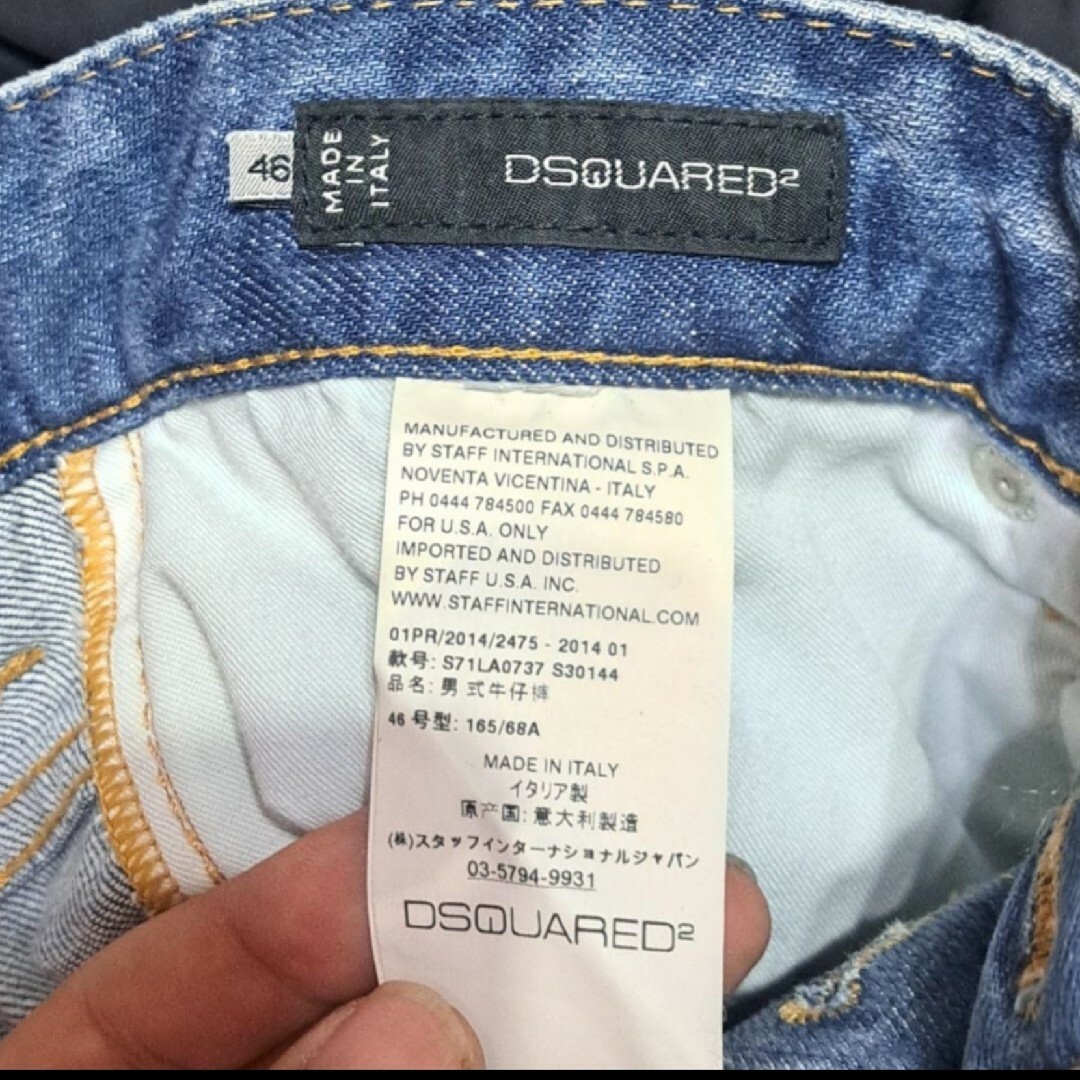 46
MADE
IN
ITALY
DSQUARED2
MANUFACTURED AND DISTRIBUTED
BY STAFF INTERNATIONAL S.P.A.
NOVENTA VICENTINA - ITALY
PH 0444 784500 FAX 0444 784580
FOR U.S.A. ONLY
IMPORTED AND DISTRIBUTED
BY STAFF U.S.A. INC.
WWW.STAFFINTERNATIONAL.COM
01PR/2014/2475 - 2014 01
款号: S71LA0737 S30144
品名: 男式牛仔裤
46 号型: 165/68A
MADE IN ITALY
イタリア製
原产国: 意大利製造
(株)スタッフインターナショナルジャパン
03-5794-9931
DSQUARED2